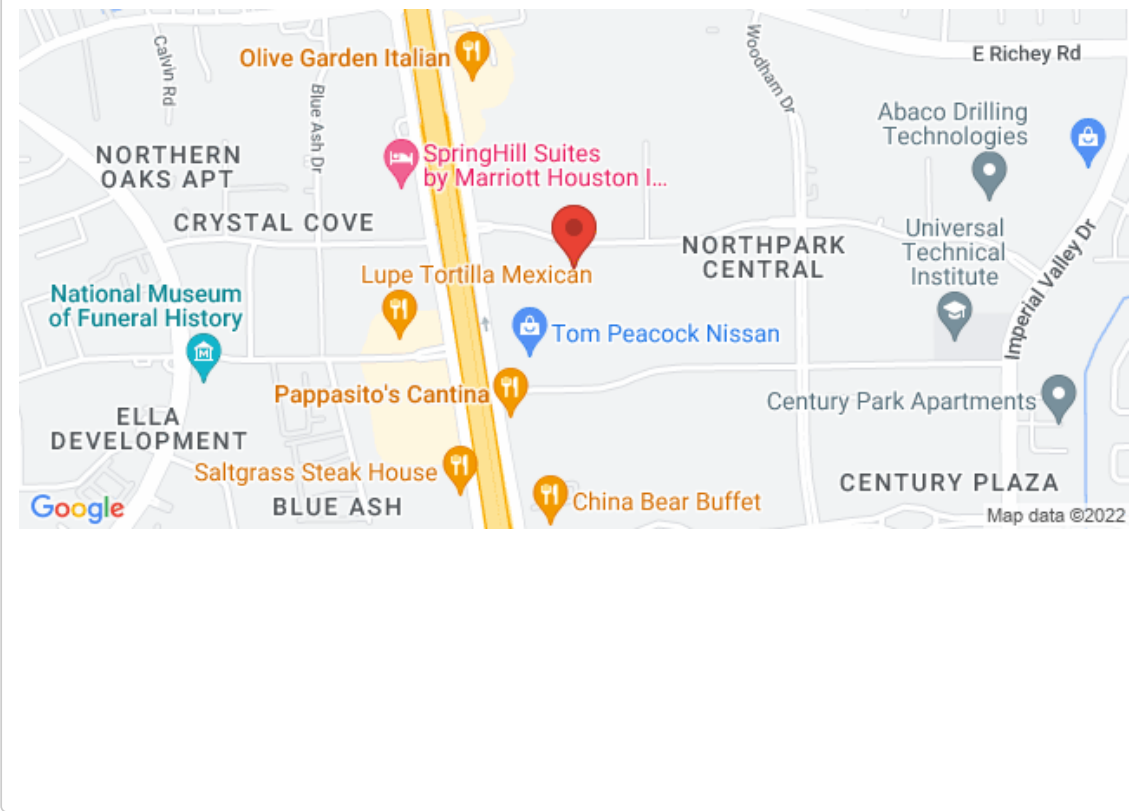 Olive Garden Italian
E Richey Rd
Calvin Rd
Blue Ash Dr
Woodham Dr
Abaco Drilling
Technologies
NORTHERN
OAKS APT
SpringHill Suites
by Marriott Houston I...
CRYSTAL COVE
NORTHPARK
CENTRAL
Universal
Technical
Institute
Imperial Valley Dr
Lupe Tortilla Mexican
National Museum
of Funeral History
Tom Peacock Nissan
Pappasito's Cantina
Century Park Apartments
ELLA
DEVELOPMENT
Saltgrass Steak House
CENTURY PLAZA
BLUE ASH
China Bear Buffet
Google
Map data ©2022